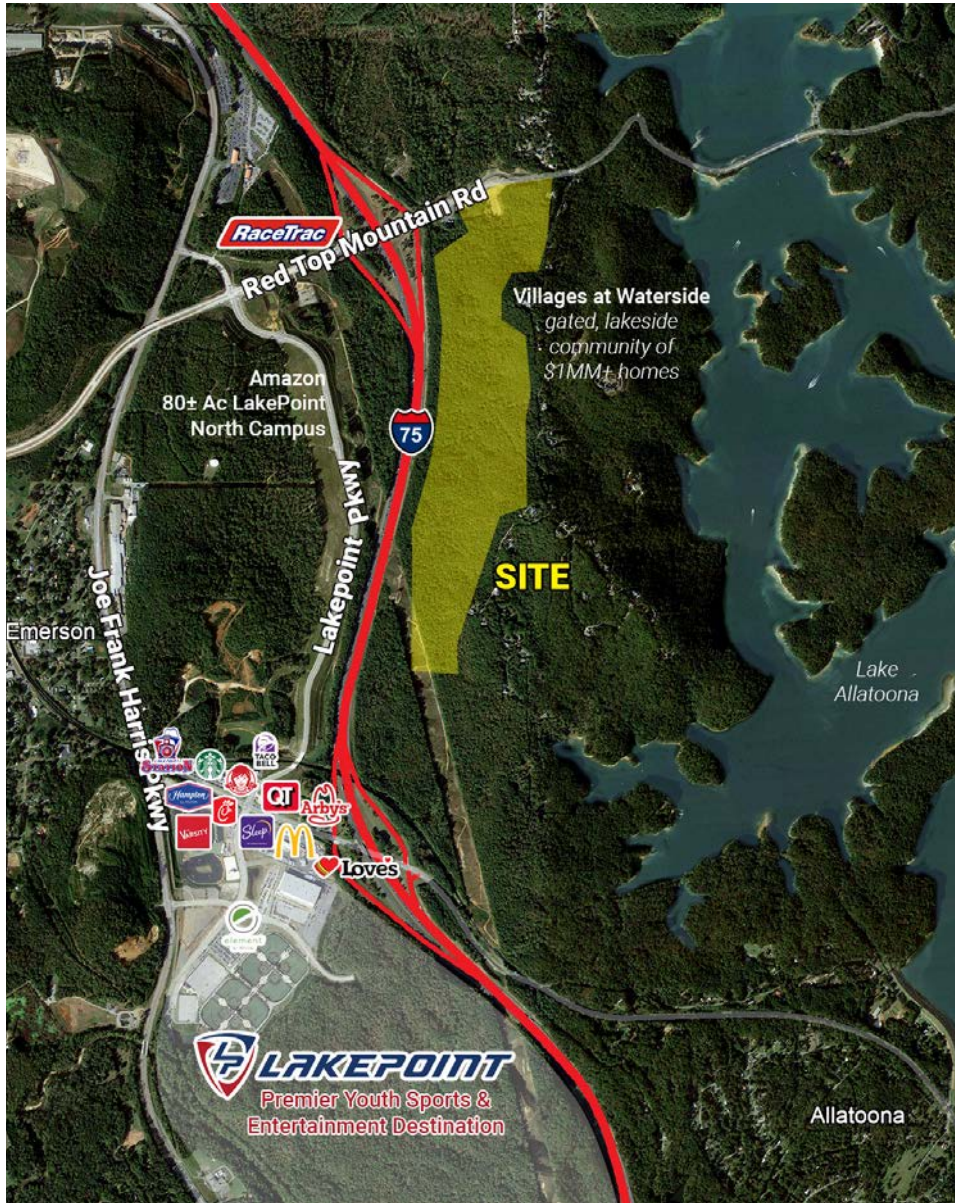 RaceTrac
Red Top Mountain Rd
Villages at Waterside
gated, lakeside
community of
$1MM+ homes
Amazon
80± Ac LakePoint
North Campus
75
Lakepoint Pkwy
SITE
Joe Frank Harris Pkwy
Emerson
Lake
Allatoona
STATION
TACO
BELL
Hampton
QT
Arby's
VARSITY
Sleep
Love's
element
LP LAKEPOINT
Premier Youth Sports &
Entertainment Destination
Allatoona